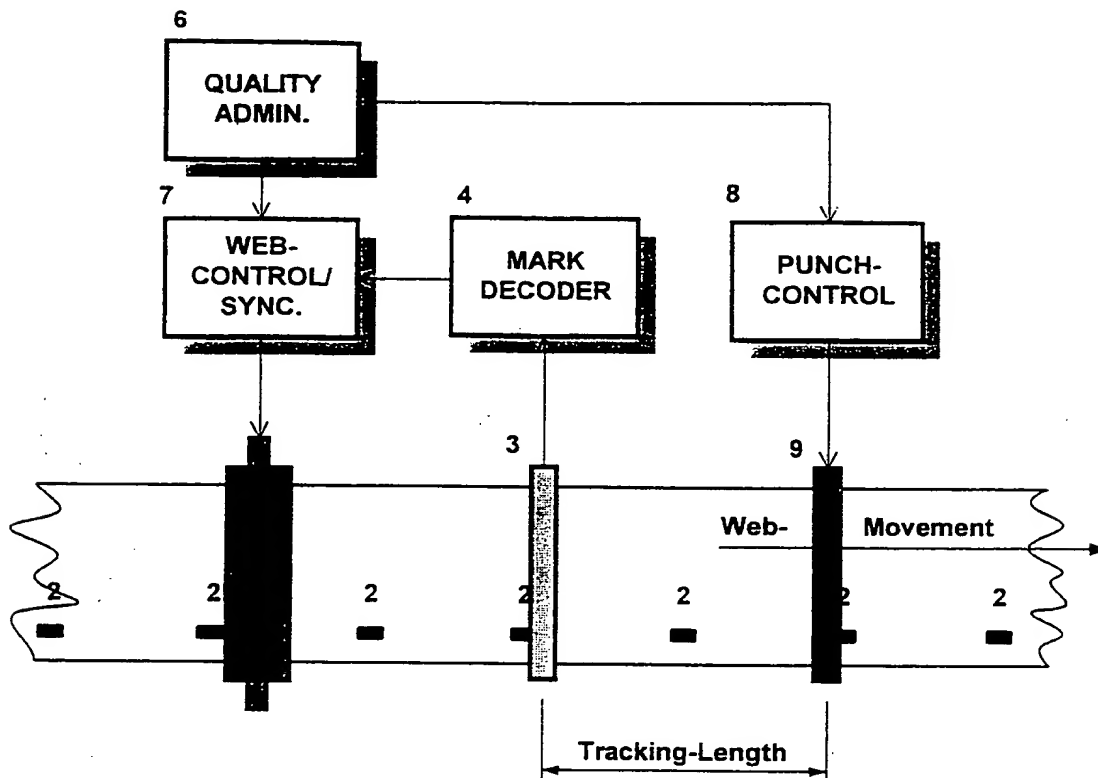 6
QUALITY
ADMIN.
7
WEB-
CONTROL/
SYNC.
4
MARK
DECODER
8
PUNCH-
CONTROL
3
9
Web- Movement
2 2 2 2 2 2 2
Tracking-Length